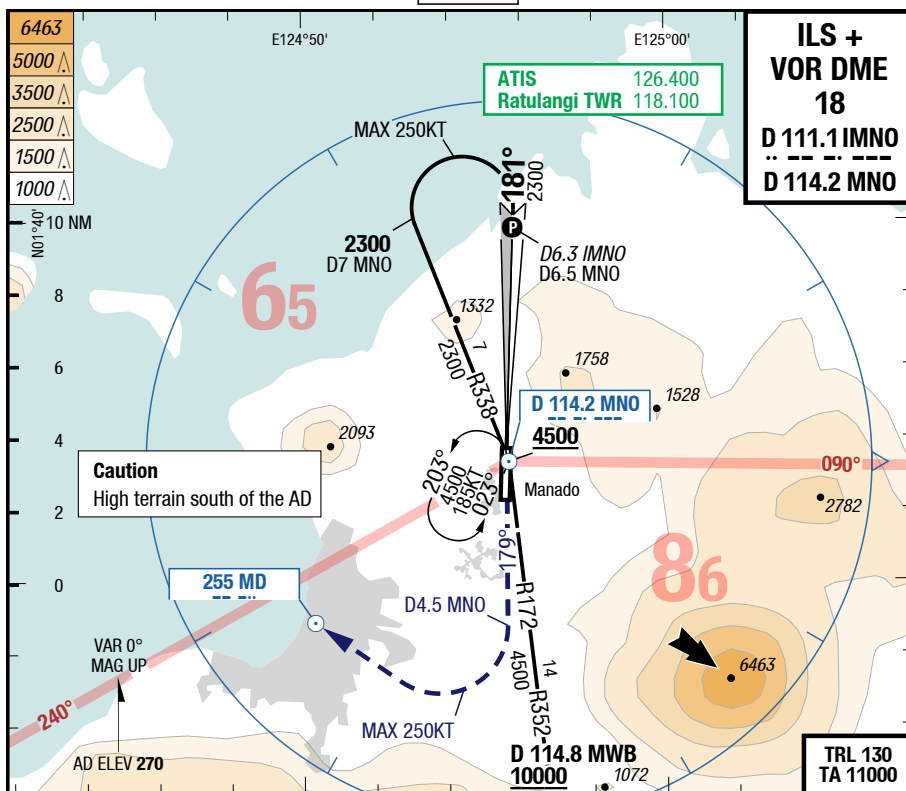 6463
5000
3500
2500
1500
1000
E124°50'
E125°00'
ILS +
VOR DME
18
D 111.1 IMNO
D 114.2 MNO
ATIS 126.400
Ratulangi TWR 118.100
MAX 250KT
181°
2300
P
N01°40'
10 NM
8
6
4
2
0
2300
D7 MNO
D6.3 IMNO
D6.5 MNO
65
1332
7
2300
R338
1758
1528
D 114.2 MNO
4500
2093
Caution
High terrain south of the AD
203°
4500
185KT
023°
Manado
090°
2782
86
179°
255 MD
D4.5 MNO
R172
VAR 0°
MAG UP
6463
14
4500
R352
240°
MAX 250KT
AD ELEV 270
D 114.8 MWB
10000
1072
TRL 130
TA 11000